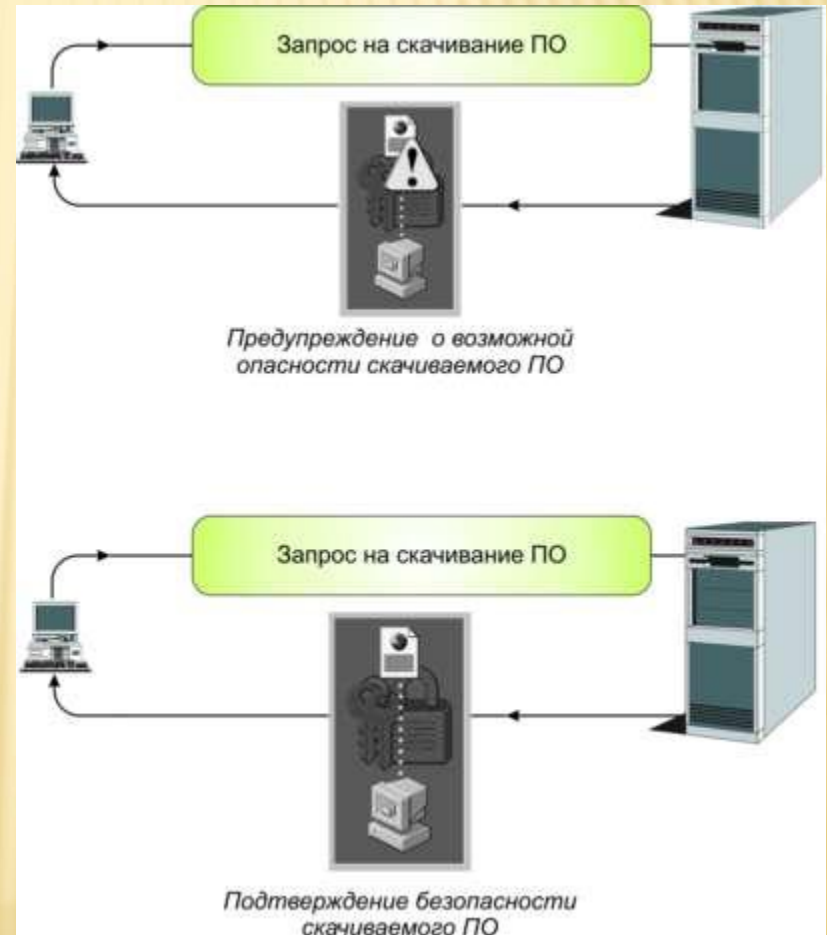 Запрос на скачивание ПО
Предупреждение о возможной
опасности скачиваемого ПО
Запрос на скачивание ПО
Подтверждение безопасности
скачиваемого ПО